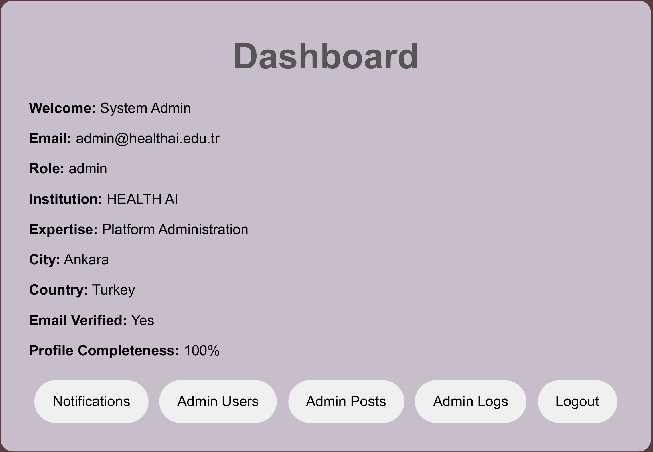 Dashboard
Welcome: System Admin
Email: admin@healthai.edu.tr
Role: admin
Institution: HEALTH AI
Expertise: Platform Administration
City: Ankara
Country: Turkey
Email Verified: Yes
Profile Completeness: 100%
Notifications Admin Users Admin Posts Admin Logs Logout